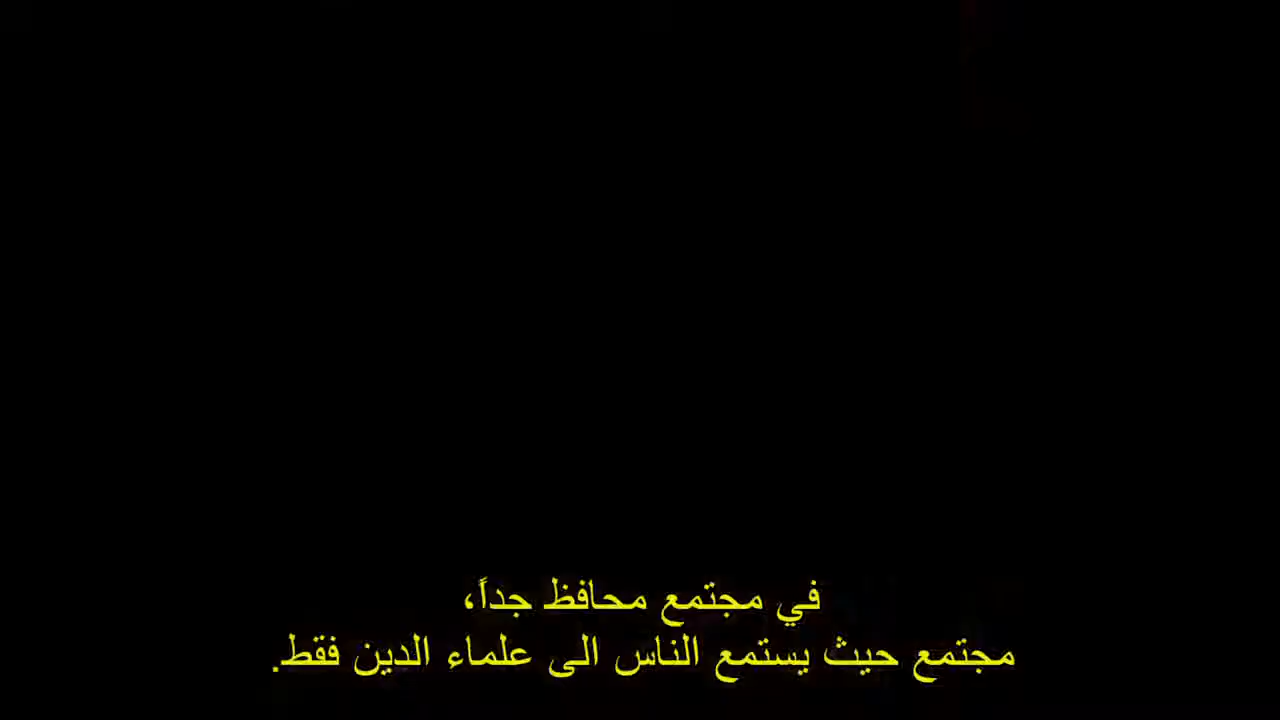 في مجتمع محافظ جداً،
مجتمع حيث يستمع الناس الى علماء الدين فقط.